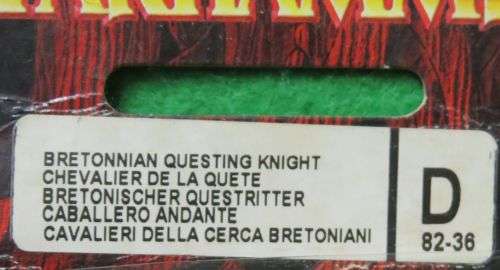 BRETONNIAN QUESTING KNIGHT
CHEVALIER DE LA QUETE
BRETONISCHER QUESTRITTER
CABALLERO ANDANTE
CAVALIERI DELLA CERCA BRETONIANI
D
82-36